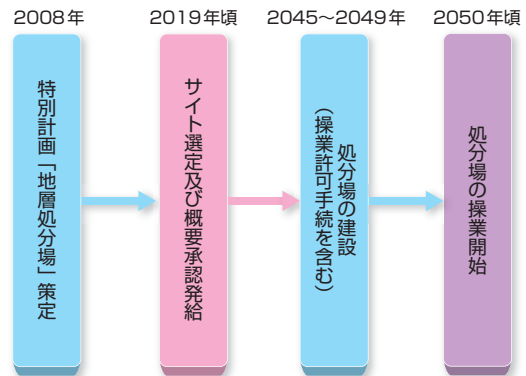 2008年
2019年頃
2045〜2049年
2050年頃
特別計画「地層処分場」策定
サイト選定及び概要承認発給
処分場の建設
（操業許可手続を含む）
処分場の操業開始